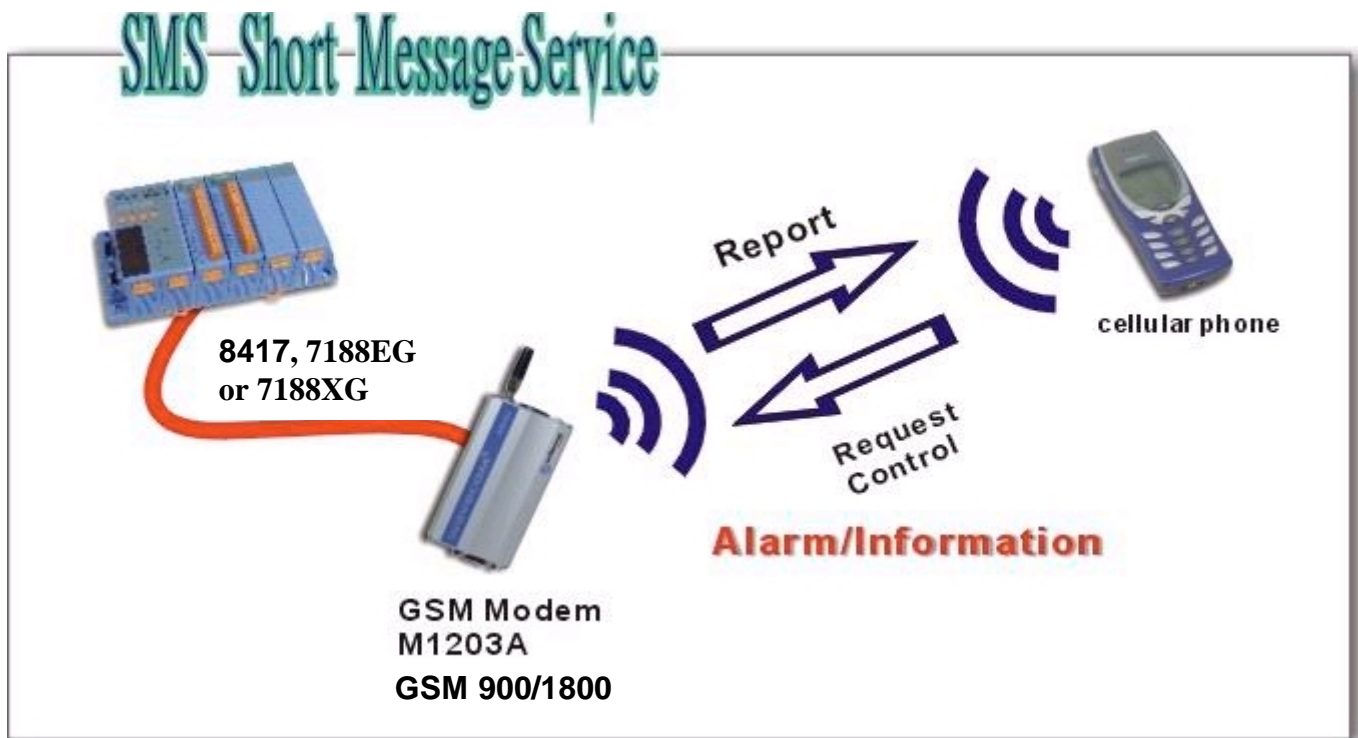 SMS Short Message Service
Report
cellular phone
8417, 7188EG
or 7188XG
Request
Control
Alarm/Information
GSM Modem
M1203A
GSM 900/1800